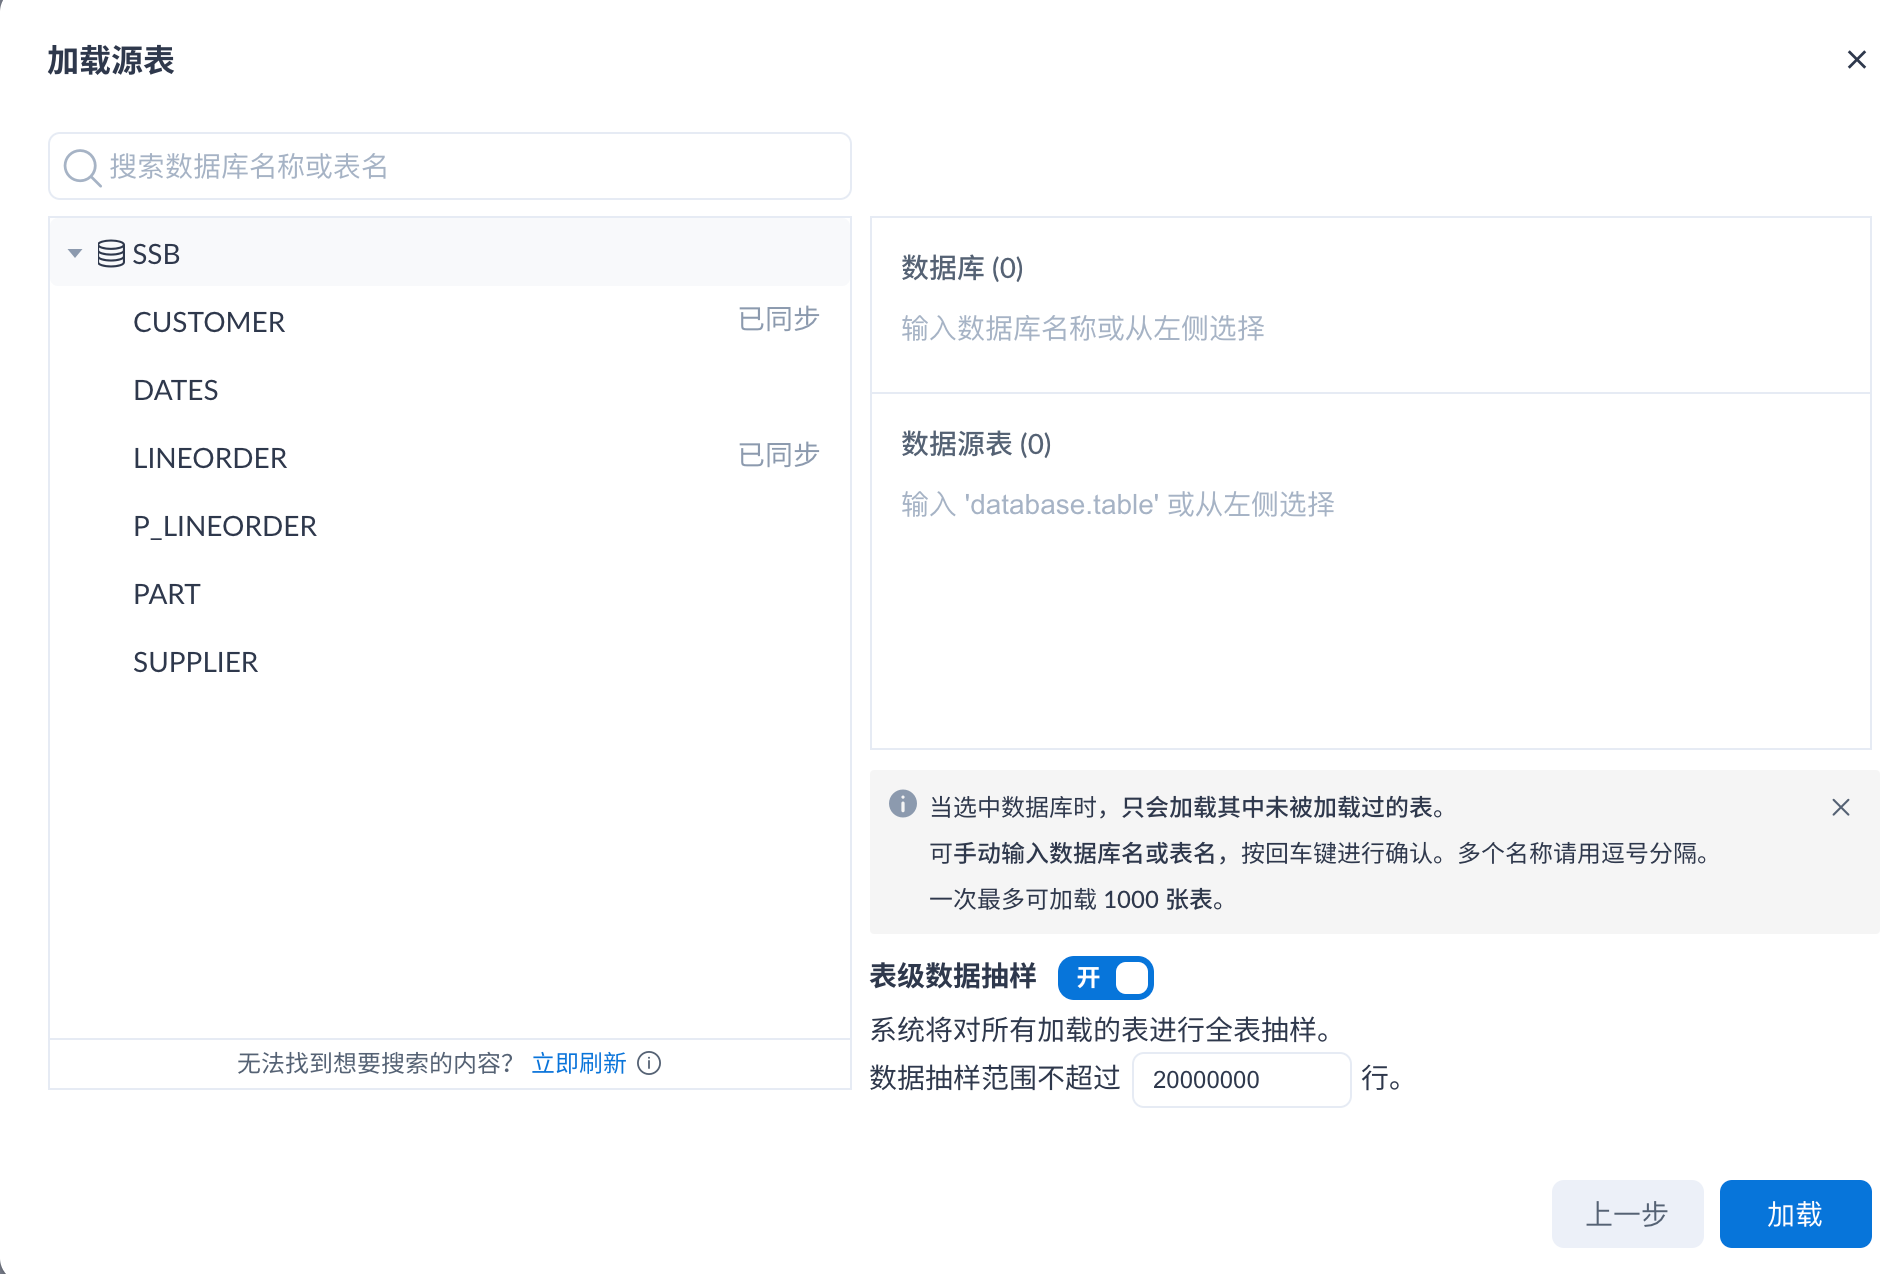 加载源表
搜索数据库名称或表名
SSB
CUSTOMER 已同步
DATES
LINEORDER 已同步
P_LINEORDER
PART
SUPPLIER
无法找到想要搜索的内容？ 立即刷新
数据库 (0)
输入数据库名称或从左侧选择
数据源表 (0)
输入 'database.table' 或从左侧选择
当选中数据库时，只会加载其中未被加载过的表。
可手动输入数据库名或表名，按回车键进行确认。多个名称请用逗号分隔。
一次最多可加载 1000 张表。
表级数据抽样 开
系统将对所有加载的表进行全表抽样。
数据抽样范围不超过 20000000 行。
上一步 加载